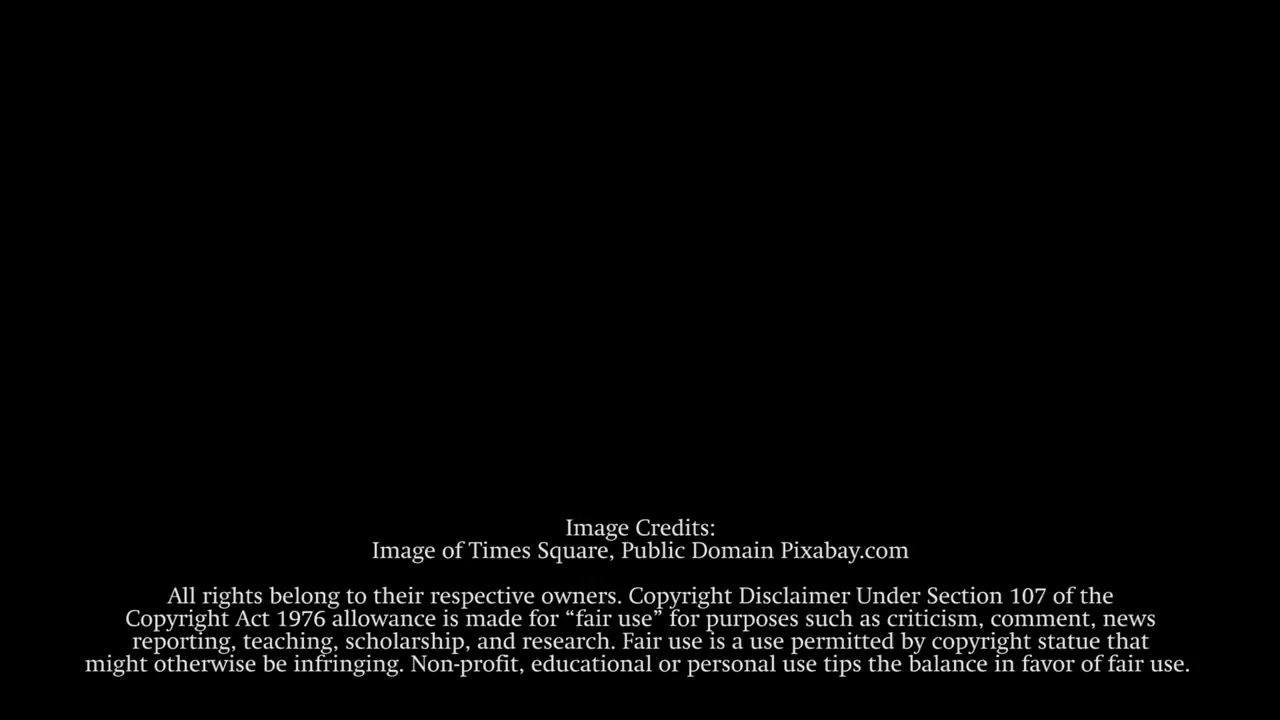 Image Credits:
Image of Times Square, Public Domain Pixabay.com
All rights belong to their respective owners. Copyright Disclaimer Under Section 107 of the
Copyright Act 1976 allowance is made for “fair use” for purposes such as criticism, comment, news
reporting, teaching, scholarship, and research. Fair use is a use permitted by copyright statue that
might otherwise be infringing. Non-profit, educational or personal use tips the balance in favor of fair use.